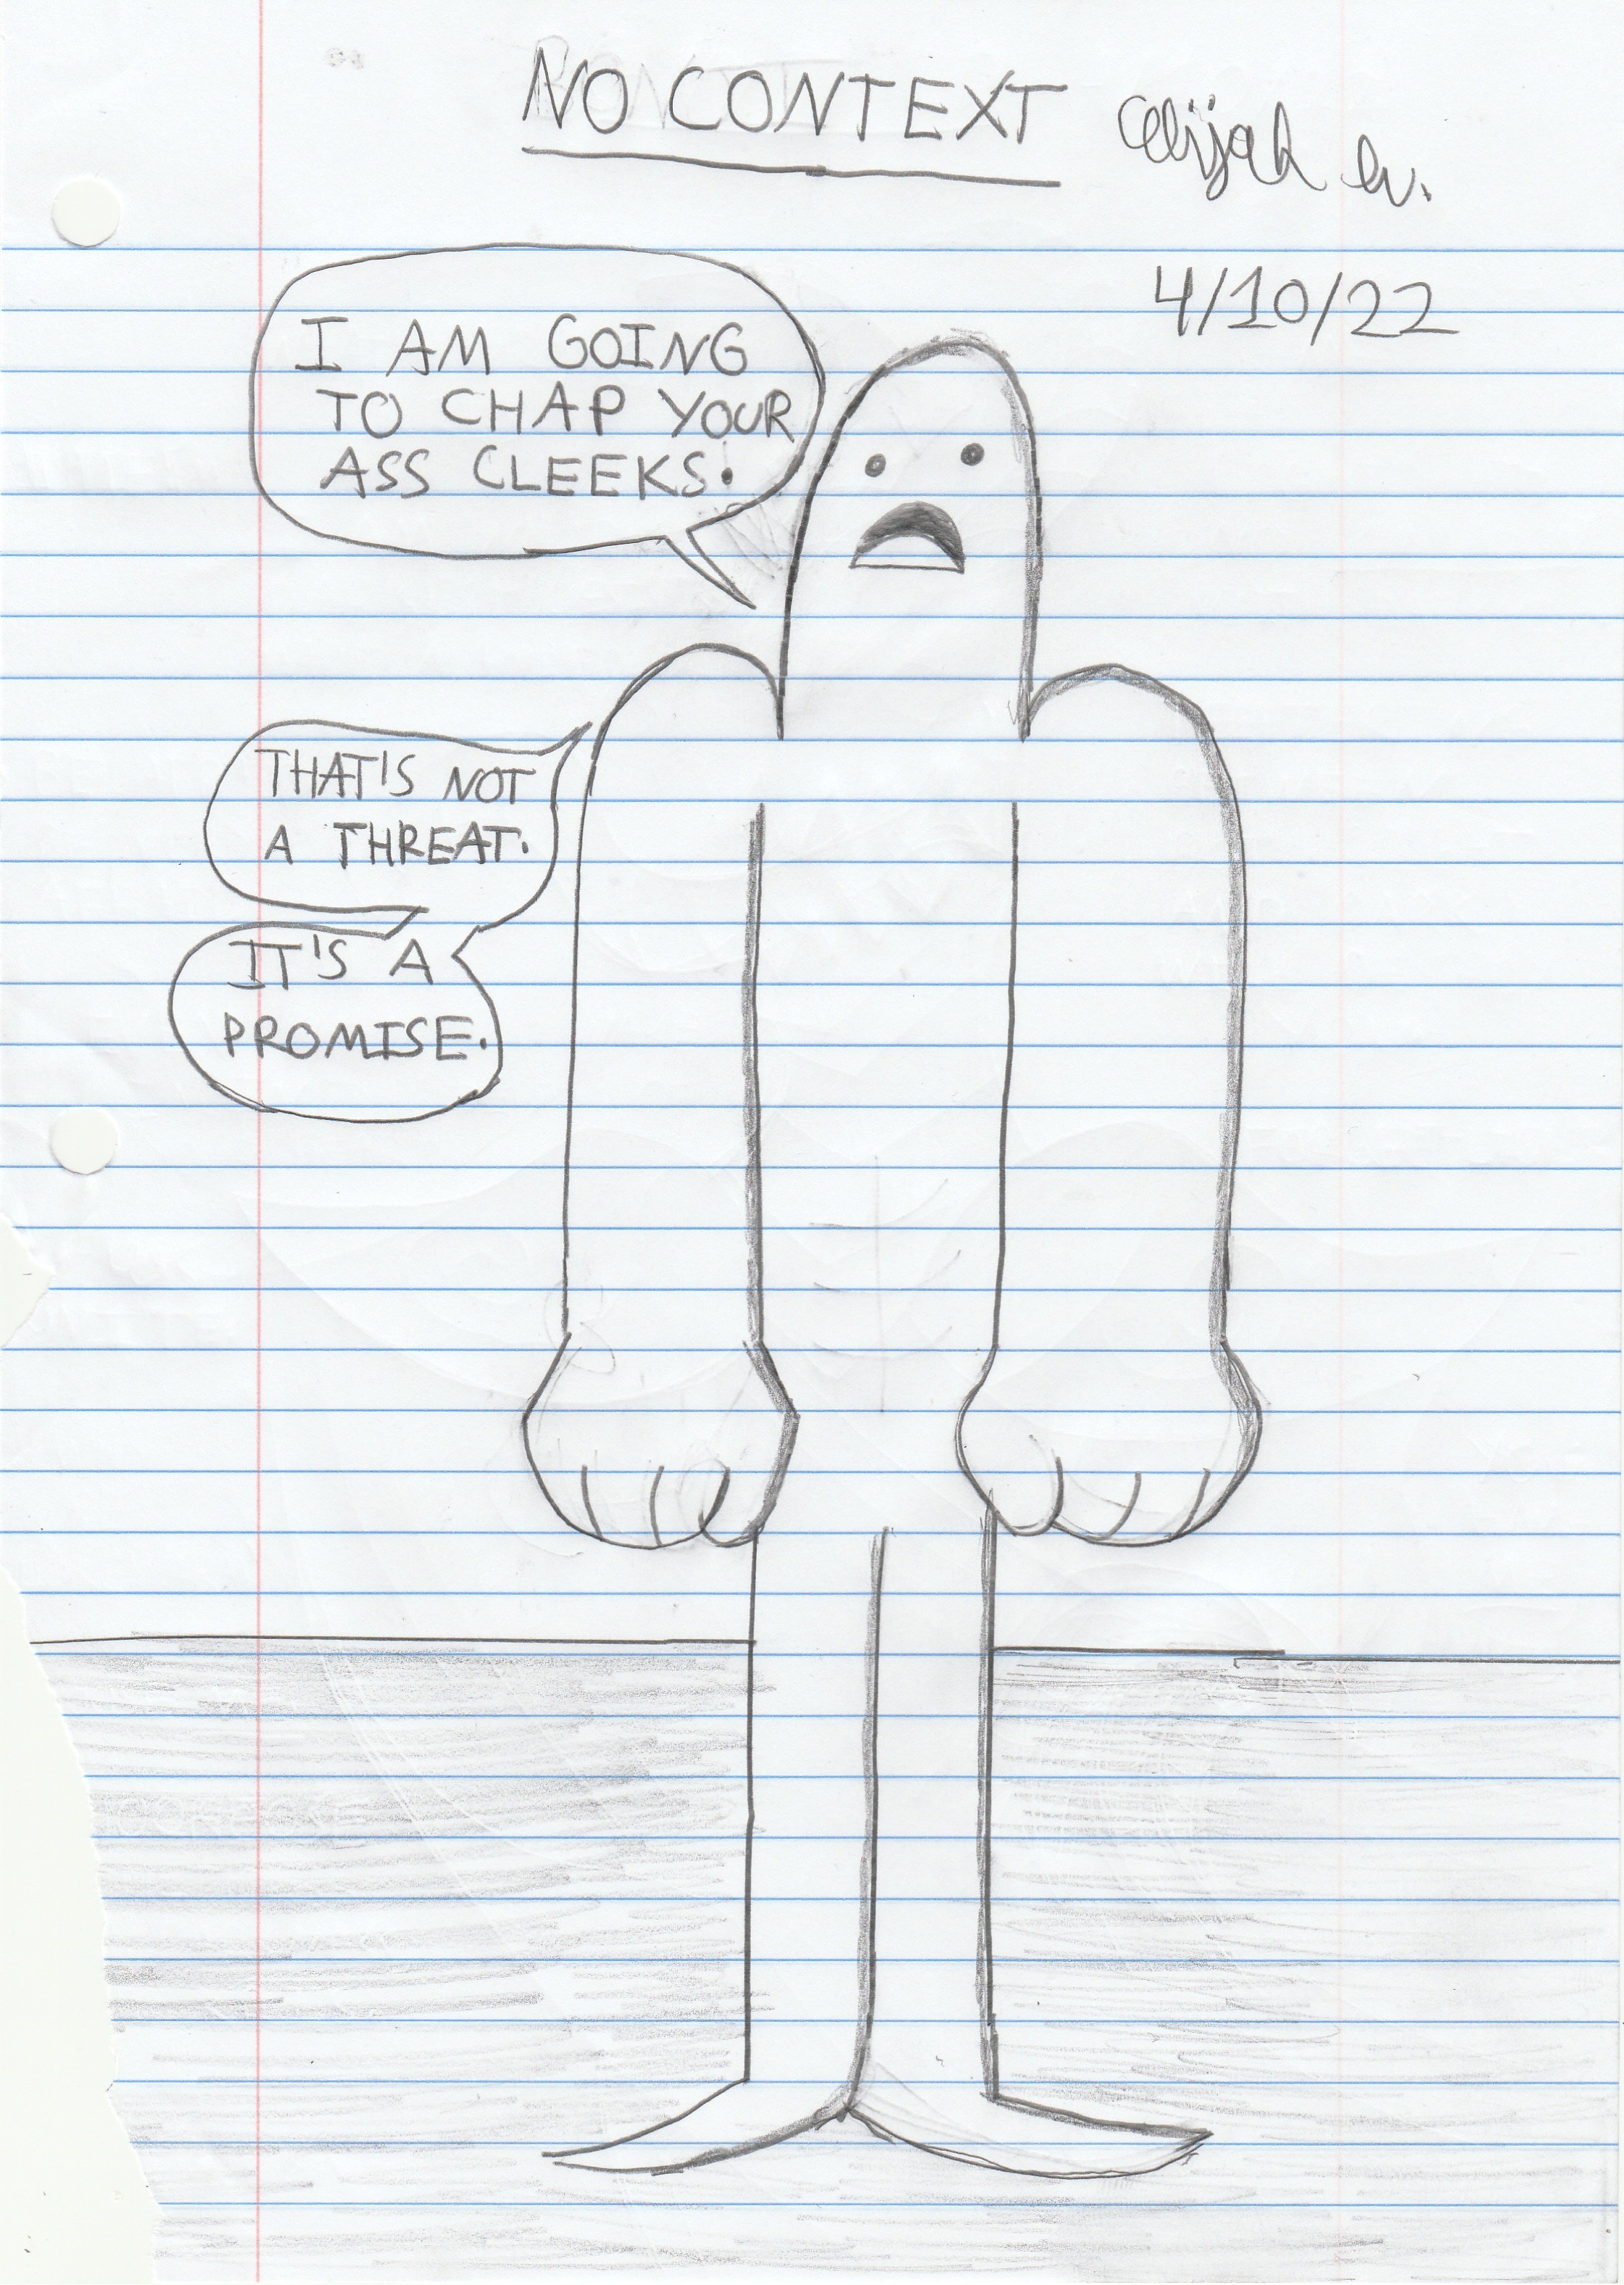 NO CONTEXT
Elijah W.
4/10/22
I AM GOING
TO CHAP YOUR
ASS CLEEKS.
THAT'S NOT
A THREAT.
IT'S A
PROMISE.